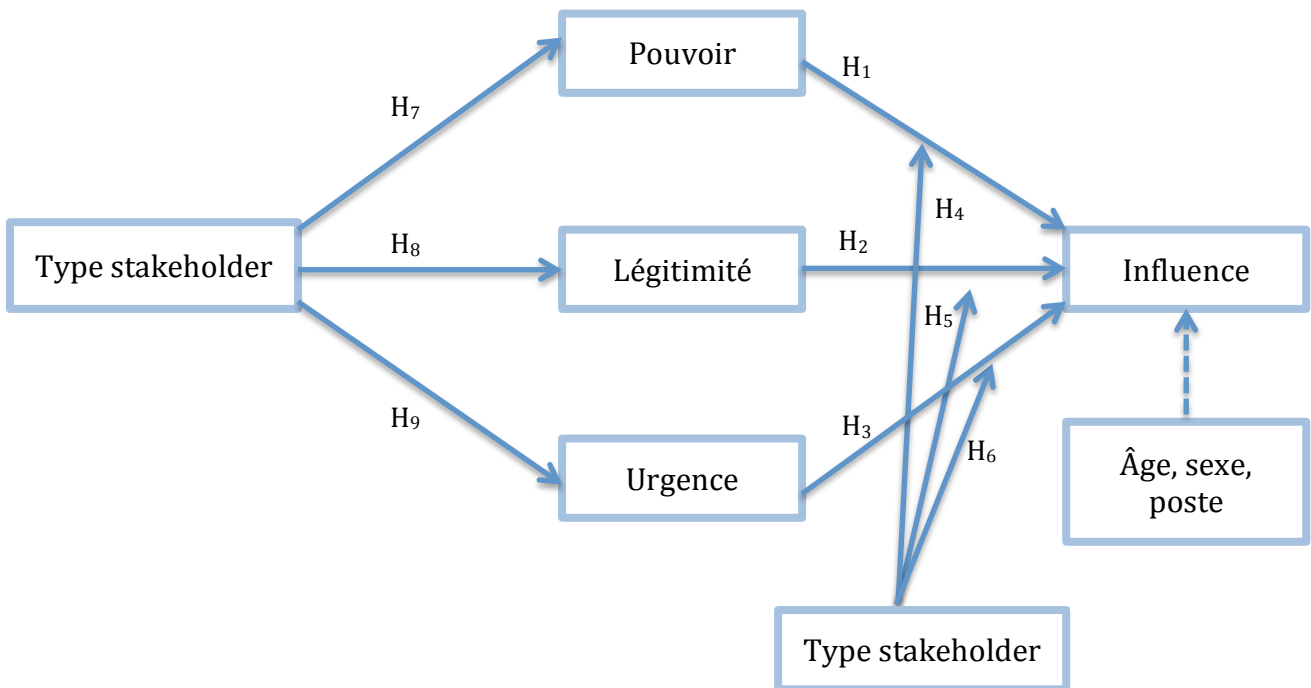 Pouvoir
H₁
H₇
H₄
Type stakeholder
H₈
Légitimité
H₂
Influence
H₅
H₉
H₃
H₆
Urgence
Âge, sexe,
poste
Type stakeholder